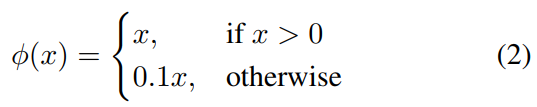 ϕ(x) = { x, if x > 0
0.1x, otherwise (2)